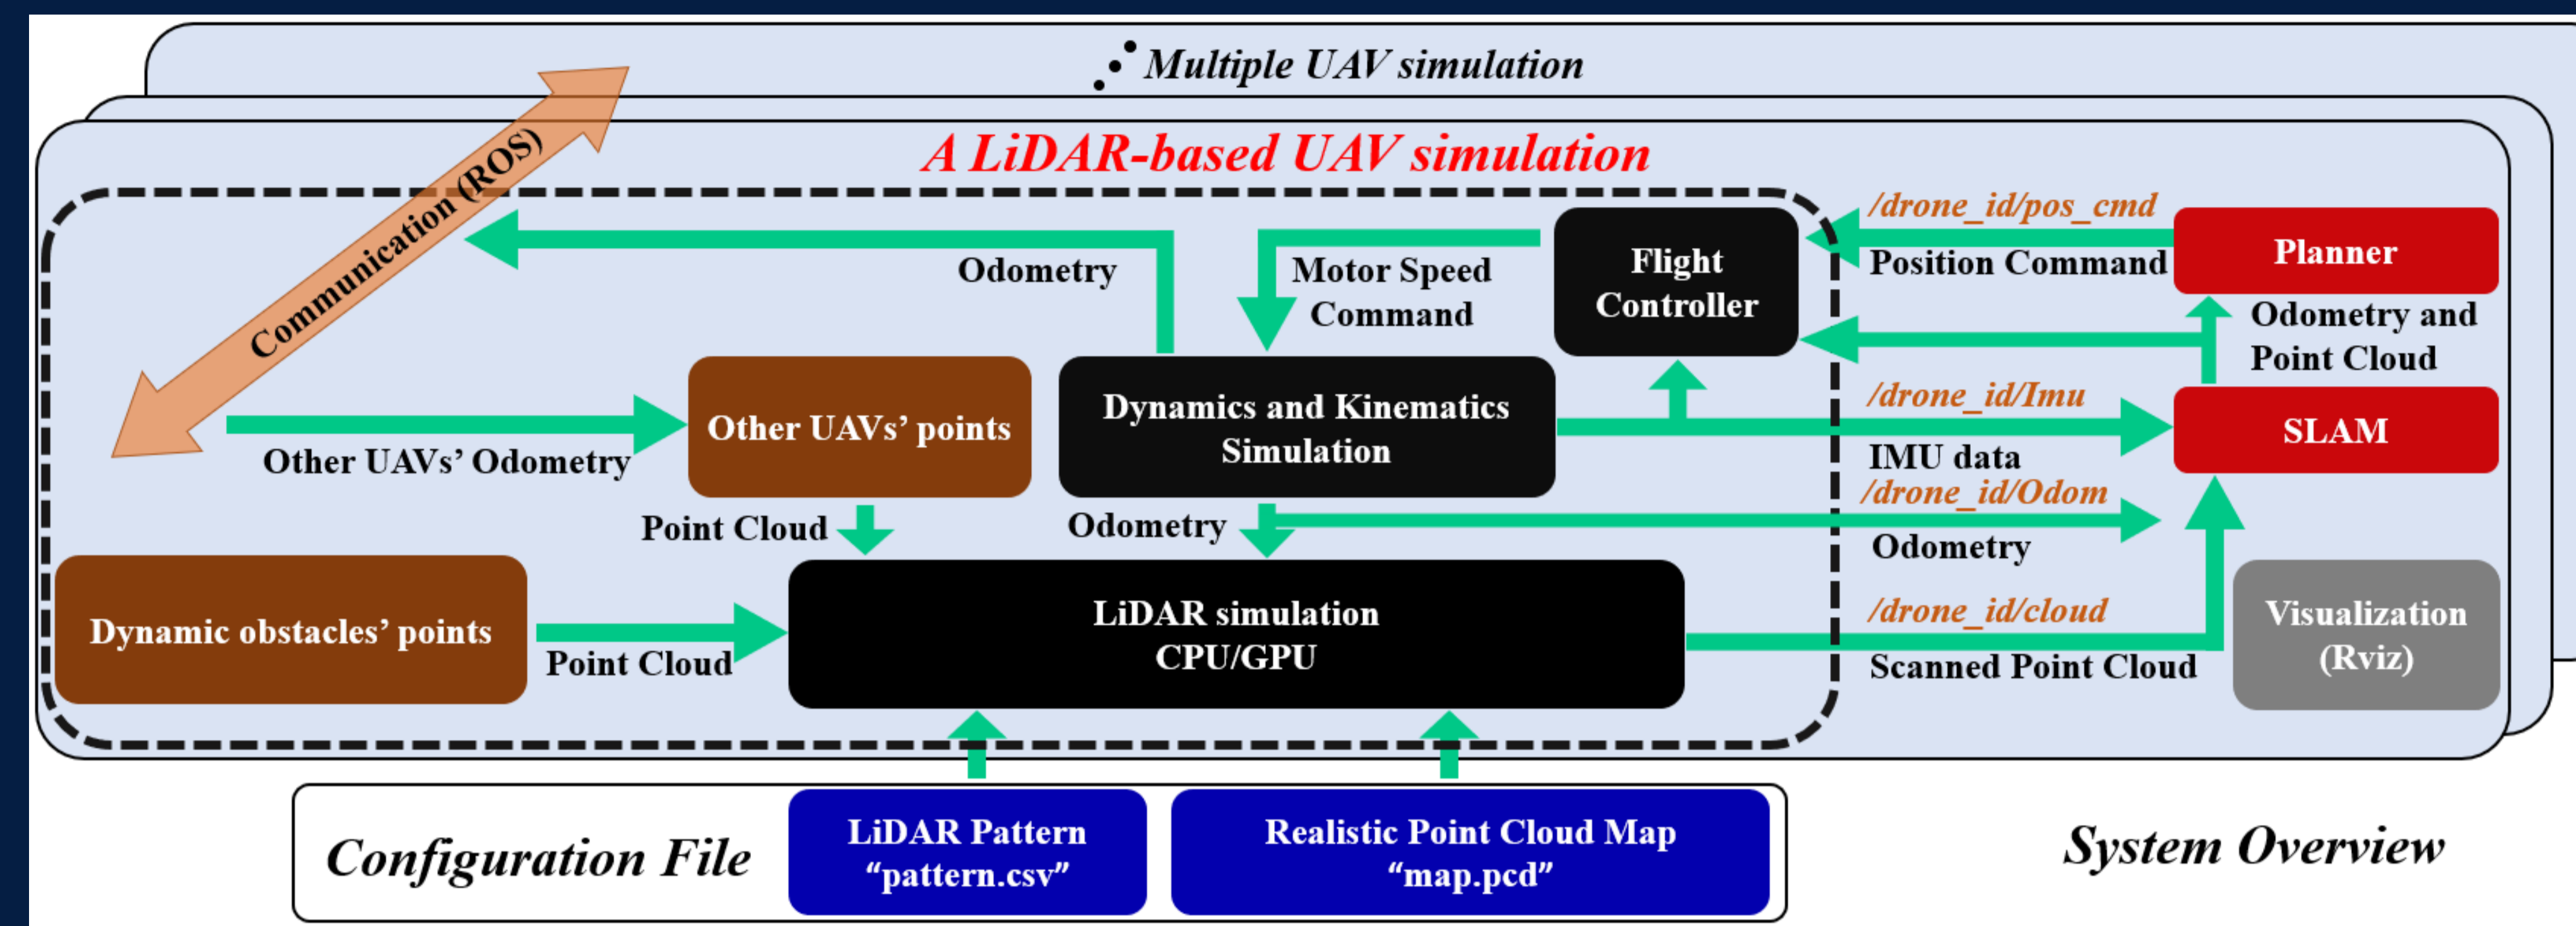 Multiple UAV simulation
A LiDAR-based UAV simulation
Communication (ROS)
Odometry
Motor Speed
Command
Flight
Controller
/drone_id/pos_cmd
Position Command
Planner
Odometry and
Point Cloud
Other UAVs’ Odometry
Other UAVs’ points
Dynamics and Kinematics
Simulation
/drone_id/Imu
IMU data
SLAM
Point Cloud
Odometry
/drone_id/Odom
Odometry
Dynamic obstacles’ points
Point Cloud
LiDAR simulation
CPU/GPU
/drone_id/cloud
Scanned Point Cloud
Visualization
(Rviz)
Configuration File
LiDAR Pattern
“pattern.csv”
Realistic Point Cloud Map
“map.pcd”
System Overview